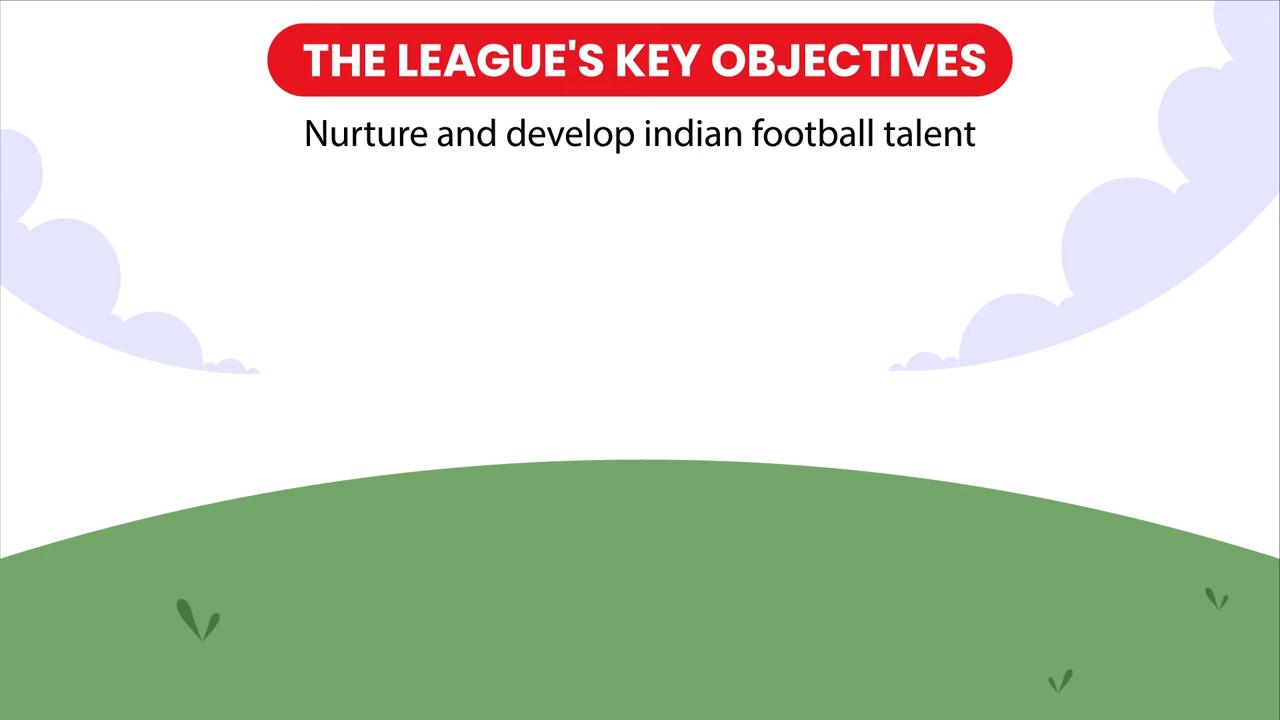 THE LEAGUE'S KEY OBJECTIVES
Nurture and develop indian football talent